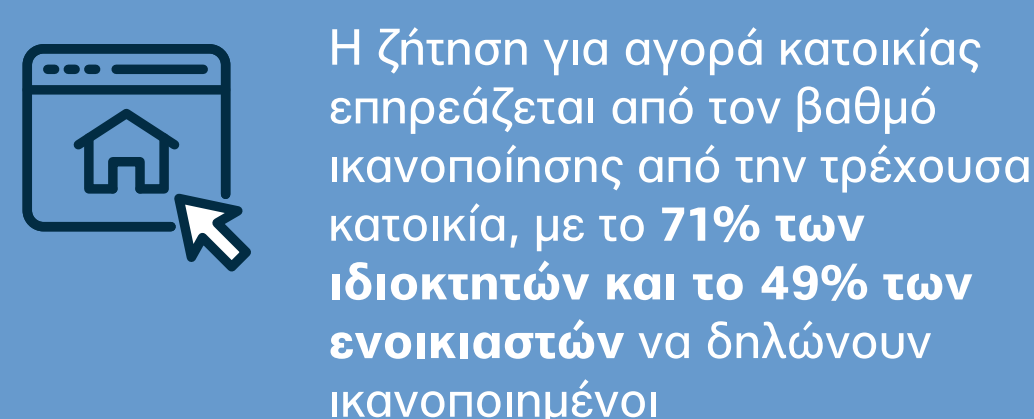 Η ζήτηση για αγορά κατοικίας
επηρεάζεται από τον βαθμό
ικανοποίησης από την τρέχουσα
κατοικία, με το 71% των
ιδιοκτητών και το 49% των
ενοικιαστών να δηλώνουν
ικανοποιημένοι